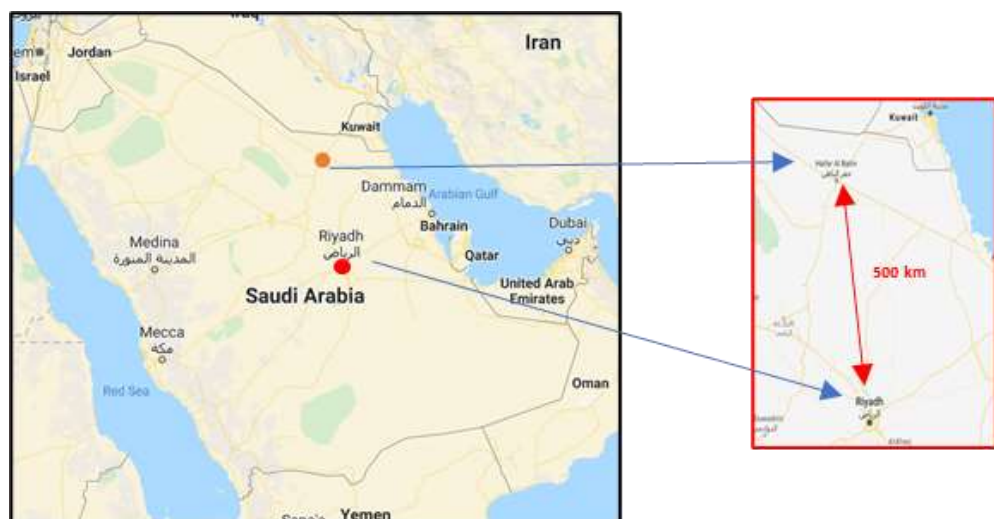 Iran
Jordan
Israel
Kuwait
Dammam
الدمام
Arabian Gulf
Bahrain
Dubai
دبي
Riyadh
الرياض
Qatar
Medina
المدينة المنورة
United Arab
Emirates
Saudi Arabia
Mecca
مكة
Red Sea
Oman
Yemen
Kuwait
Hafar Al Batin
حفر الباطن
500 km
Riyadh
الرياض